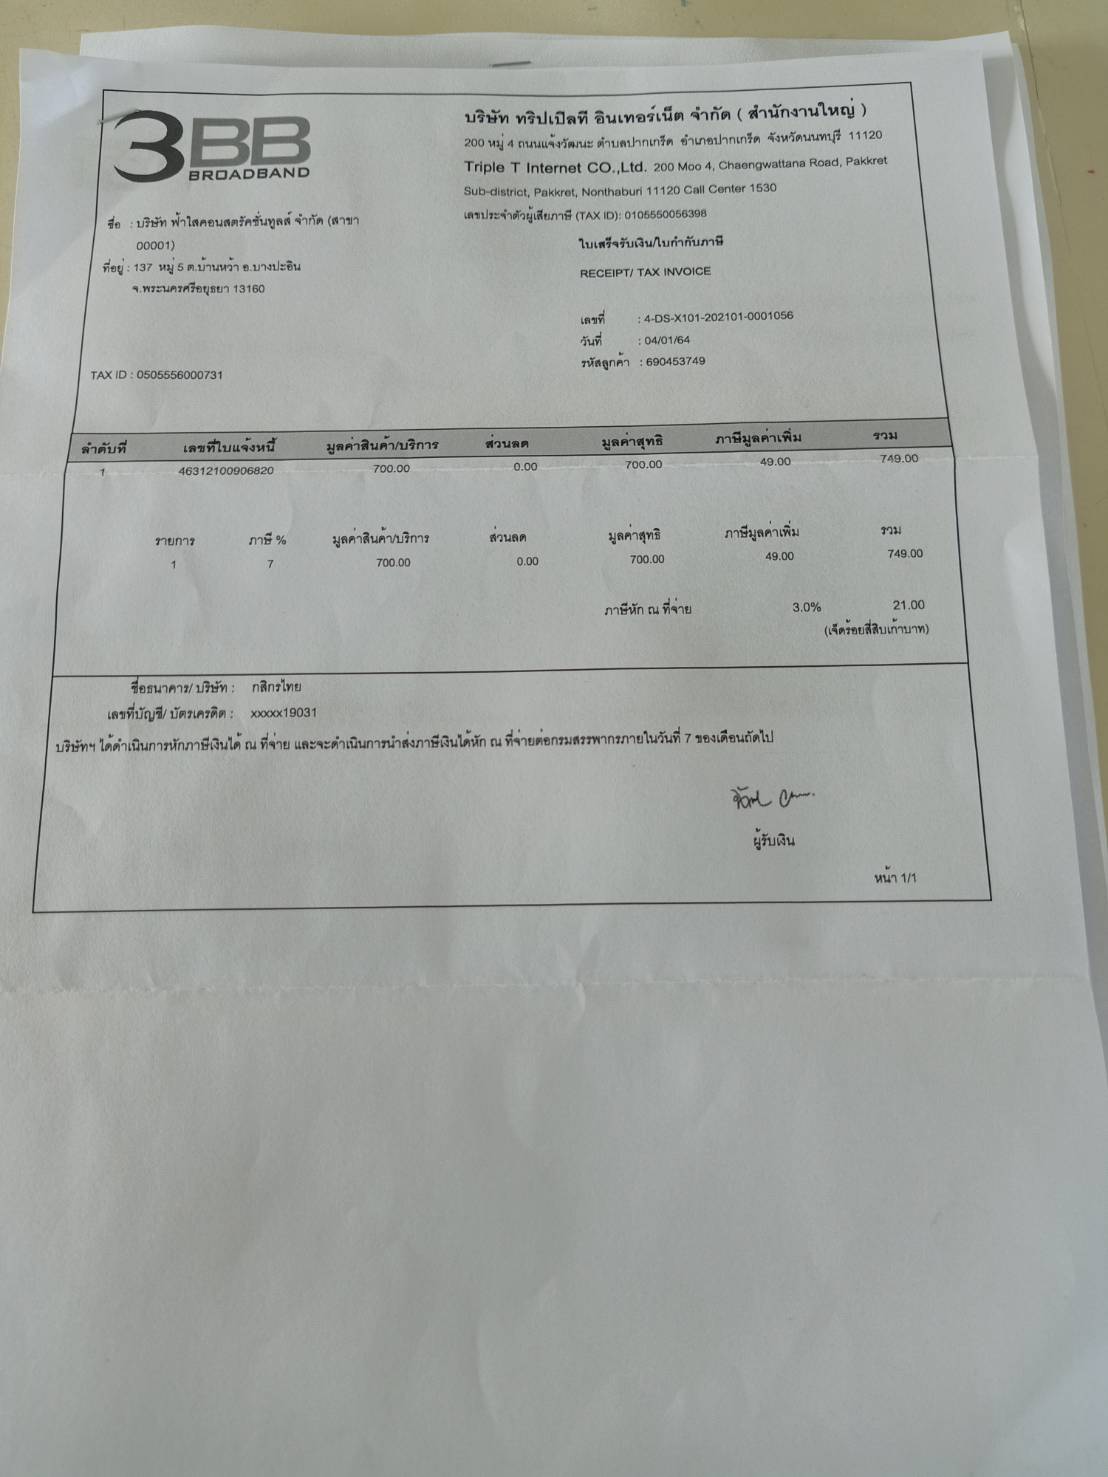 3BB
BROADBAND
บริษัท ทริปเปิลที อินเทอร์เน็ต จำกัด ( สำนักงานใหญ่ )
200 หมู่ 4 ถนนแจ้งวัฒนะ ตำบลปากเกร็ด อำเภอปากเกร็ด จังหวัดนนทบุรี 11120
Triple T Internet CO.,Ltd. 200 Moo 4, Chaengwattana Road, Pakkret
Sub-district, Pakkret, Nonthaburi 11120 Call Center 1530
เลขประจำตัวผู้เสียภาษี (TAX ID): 0105550056398
ชื่อ : บริษัท ฟ้าใสคอนสตรัคชั่นทูลส์ จำกัด (สาขา
00001)
ที่อยู่ : 137 หมู่ 5 ต.บ้านหว้า อ.บางปะอิน
จ.พระนครศรีอยุธยา 13160
ใบเสร็จรับเงิน/ใบกำกับภาษี
RECEIPT/ TAX INVOICE
เลขที่ : 4-DS-X101-202101-0001056
วันที่ : 04/01/64
รหัสลูกค้า : 690453749
TAX ID : 0505556000731
ลำดับที่ เลขที่ใบแจ้งหนี้ มูลค่าสินค้า/บริการ ส่วนลด มูลค่าสุทธิ ภาษีมูลค่าเพิ่ม รวม
1 46312100906820 700.00 0.00 700.00 49.00 749.00
รายการ ภาษี % มูลค่าสินค้า/บริการ ส่วนลด มูลค่าสุทธิ ภาษีมูลค่าเพิ่ม รวม
1 7 700.00 0.00 700.00 49.00 749.00
ภาษีหัก ณ ที่จ่าย 3.0% 21.00
(เจ็ดร้อยสี่สิบเก้าบาท)
ชื่อธนาคาร/ บริษัท : กสิกรไทย
เลขที่บัญชี/ บัตรเครดิต : xxxxx19031
บริษัทฯ ได้ดำเนินการหักภาษีเงินได้ ณ ที่จ่าย และจะดำเนินการนำส่งภาษีเงินได้หัก ณ ที่จ่ายต่อกรมสรรพากรภายในวันที่ 7 ของเดือนถัดไป
ผู้รับเงิน
หน้า 1/1